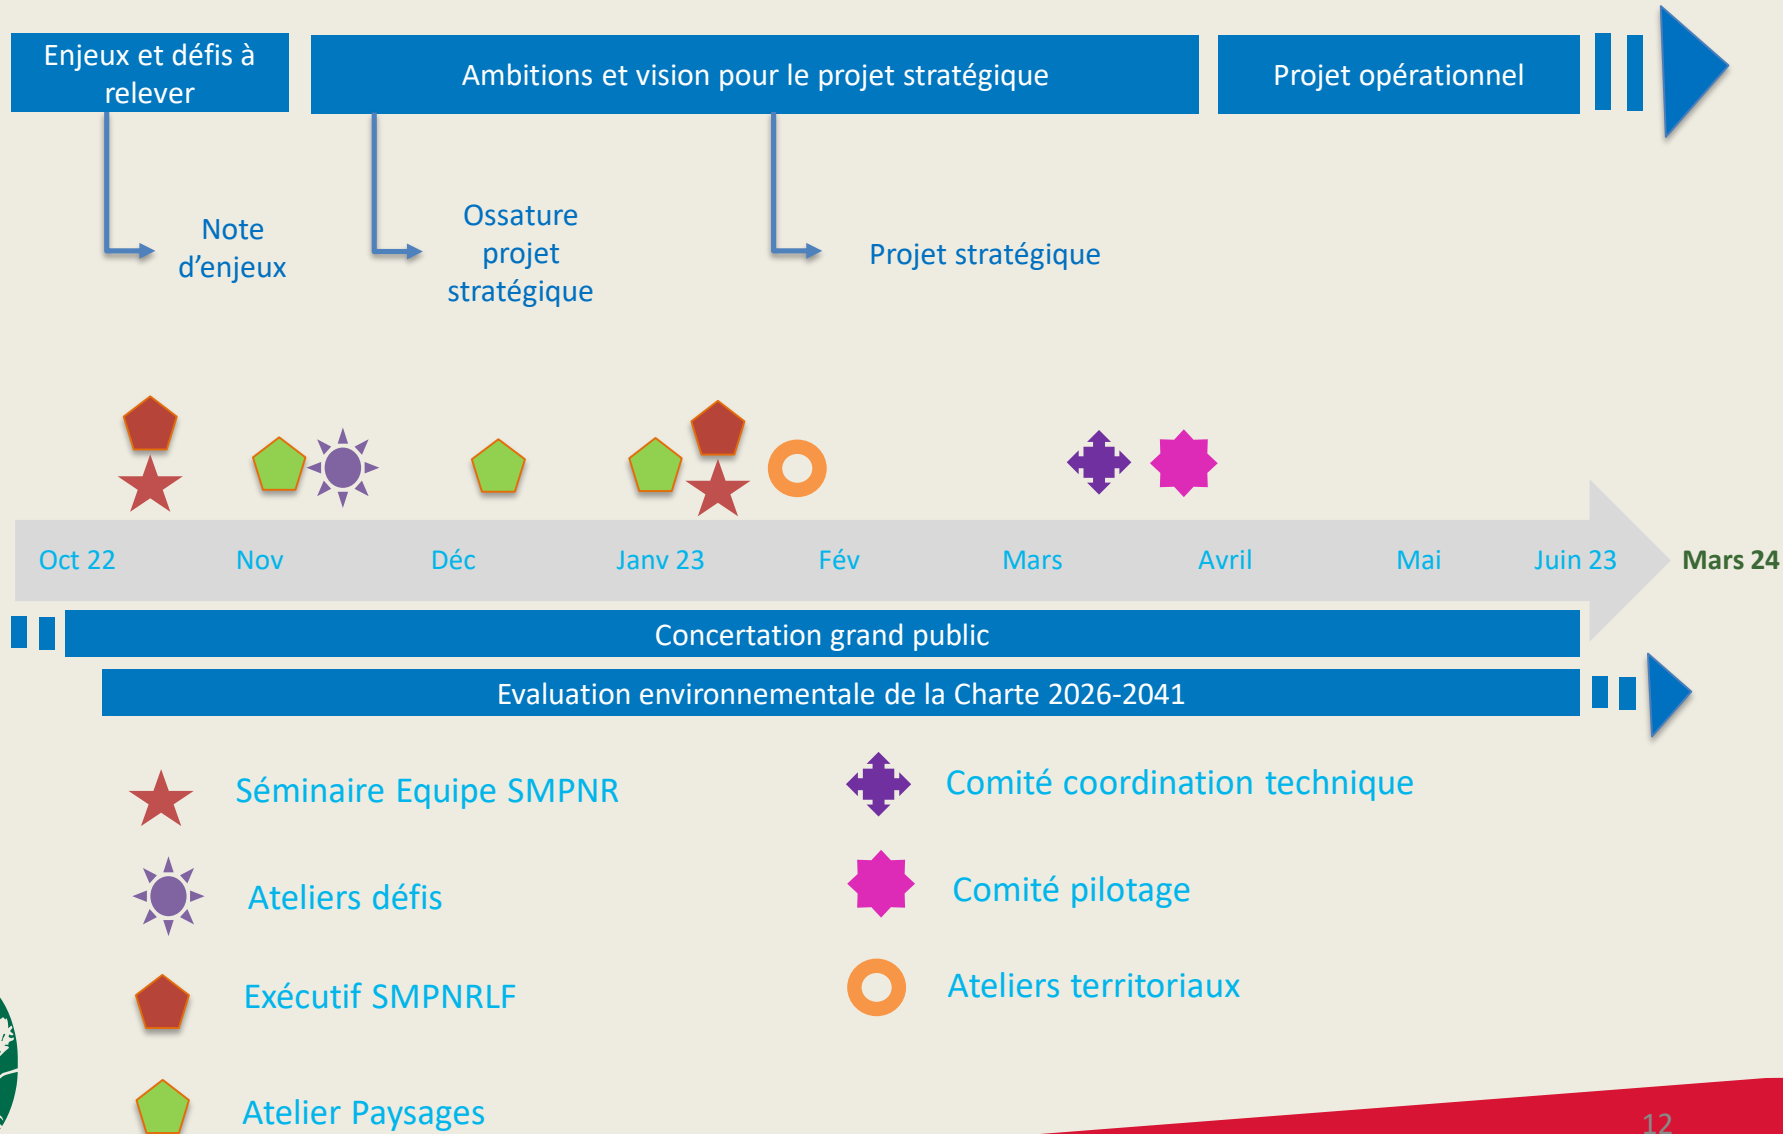 Enjeux et défis à
relever
Ambitions et vision pour le projet stratégique
Projet opérationnel
Note
d'enjeux
Ossature
projet
stratégique
Projet stratégique
Oct 22
Nov
Déc
Janv 23
Fév
Mars
Avril
Mai
Juin 23
Mars 24
Concertation grand public
Evaluation environnementale de la Charte 2026-2041
Séminaire Equipe SMPNR
Ateliers défis
Exécutif SMPNRLF
Atelier Paysages
Comité coordination technique
Comité pilotage
Ateliers territoriaux
12